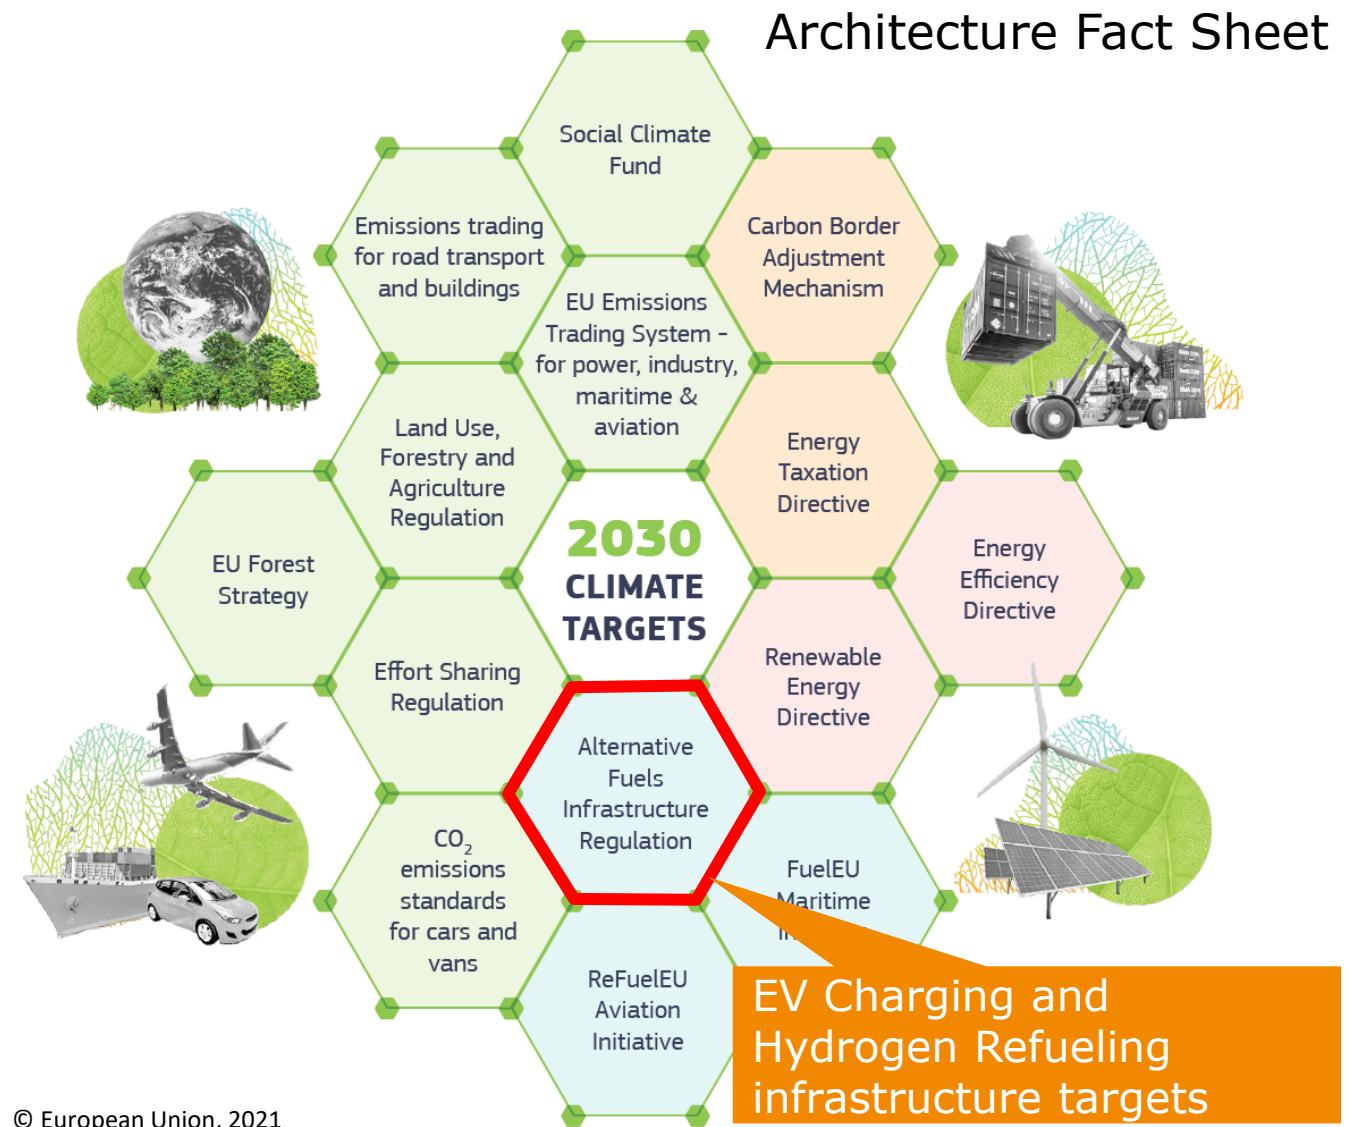 Architecture Fact Sheet
Social Climate
Fund
Emissions trading
for road transport
and buildings
Carbon Border
Adjustment
Mechanism
EU Emissions
Trading System -
for power, industry,
maritime &
aviation
Land Use,
Forestry and
Agriculture
Regulation
Energy
Taxation
Directive
EU Forest
Strategy
2030
CLIMATE
TARGETS
Energy
Efficiency
Directive
Effort Sharing
Regulation
Renewable
Energy
Directive
Alternative
Fuels
Infrastructure
Regulation
CO2
emissions
standards
for cars and
vans
FuelEU
Maritime
ReFuelEU
Aviation
Initiative
EV Charging and
Hydrogen Refueling
infrastructure targets
© European Union, 2021